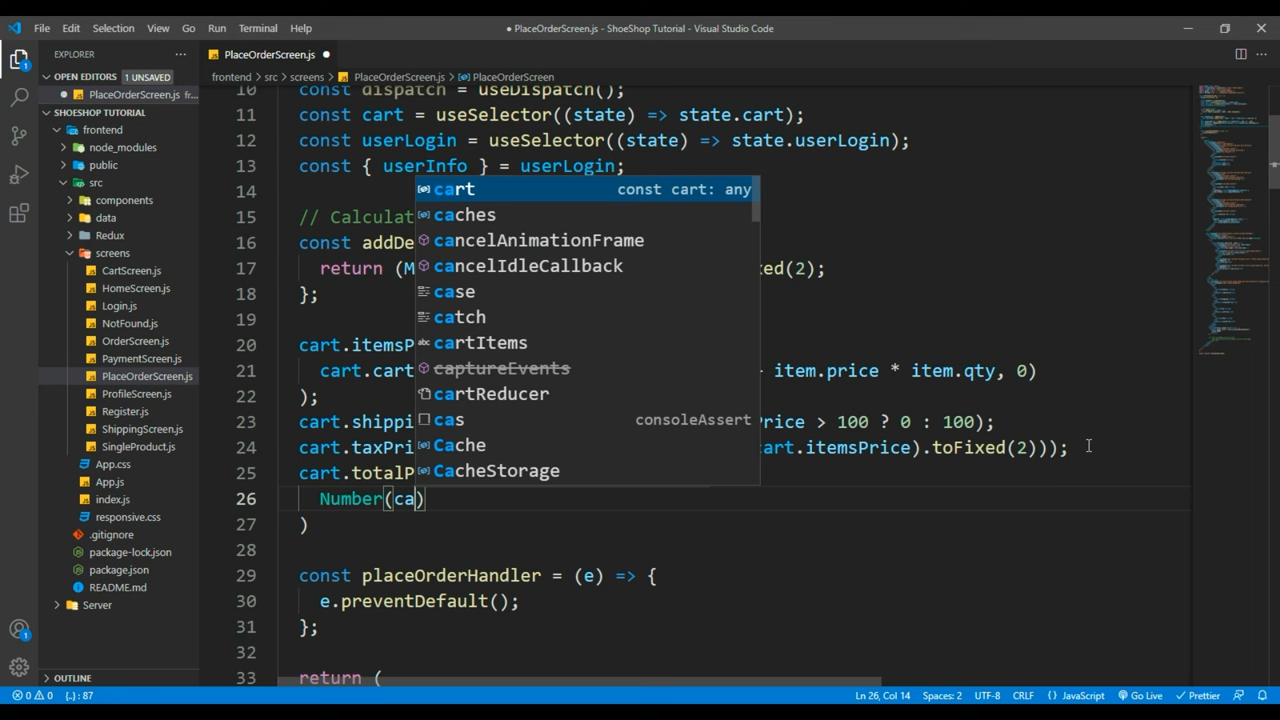 File Edit Selection View Go Run Terminal Help
● PlaceOrderScreen.js - ShoeShop Tutorial - Visual Studio Code
EXPLORER
OPEN EDITORS 1 UNSAVED
● PlaceOrderScreen.js fr...
SHOESHOP TUTORIAL
frontend
node_modules
public
src
components
data
Redux
screens
CartScreen.js
HomeScreen.js
Login.js
NotFound.js
OrderScreen.js
PaymentScreen.js
PlaceOrderScreen.js
ProfileScreen.js
Register.js
ShippingScreen.js
SingleProduct.js
App.css
App.js
index.js
responsive.css
.gitignore
package-lock.json
package.json
README.md
Server
OUTLINE
PlaceOrderScreen.js ●
frontend > src > screens > PlaceOrderScreen.js > PlaceOrderScreen
10 const dispatch = useDispatch();
11 const cart = useSelector((state) => state.cart);
12 const userLogin = useSelector((state) => state.userLogin);
13 const { userInfo } = userLogin;
14
15 // Calculat
16 const addDe
17 return (M xed(2);
18 };
19
20 cart.itemsP
21 cart.cart + item.price * item.qty, 0)
22 );
23 cart.shippi Price > 100 ? 0 : 100);
24 cart.taxPri cart.itemsPrice).toFixed(2)));
25 cart.totalP
26 Number(ca)
27 )
28
29 const placeOrderHandler = (e) => {
30 e.preventDefault();
31 };
32
33 return (
cart const cart: any
caches
cancelAnimationFrame
cancelIdleCallback
case
catch
cartItems
captureEvents
cartReducer
cas consoleAssert
Cache
CacheStorage
0 0 {..} : 87
Ln 26, Col 14 Spaces: 2 UTF-8 CRLF {} JavaScript Go Live Prettier